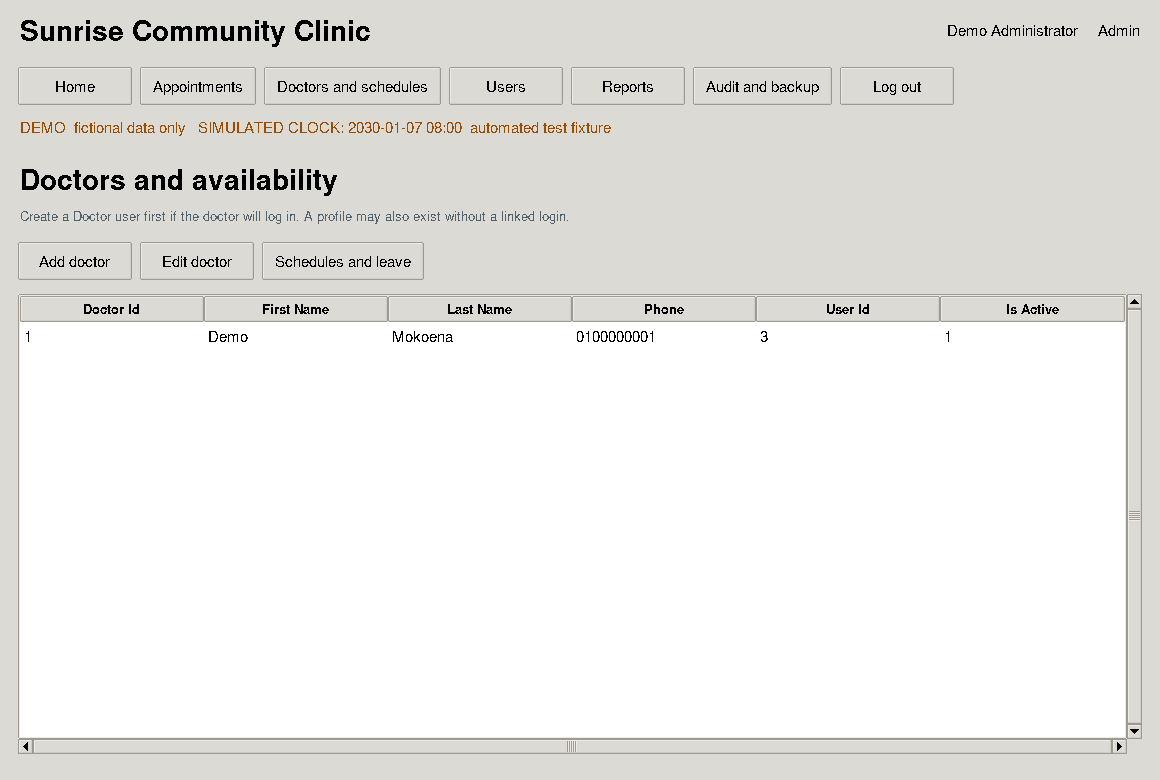 Sunrise Community Clinic
Demo Administrator Admin
Home Appointments Doctors and schedules Users Reports Audit and backup Log out
DEMO fictional data only SIMULATED CLOCK: 2030-01-07 08:00 automated test fixture
Doctors and availability
Create a Doctor user first if the doctor will log in. A profile may also exist without a linked login.
Add doctor Edit doctor Schedules and leave
Doctor Id First Name Last Name Phone User Id Is Active
1 Demo Mokoena 0100000001 3 1